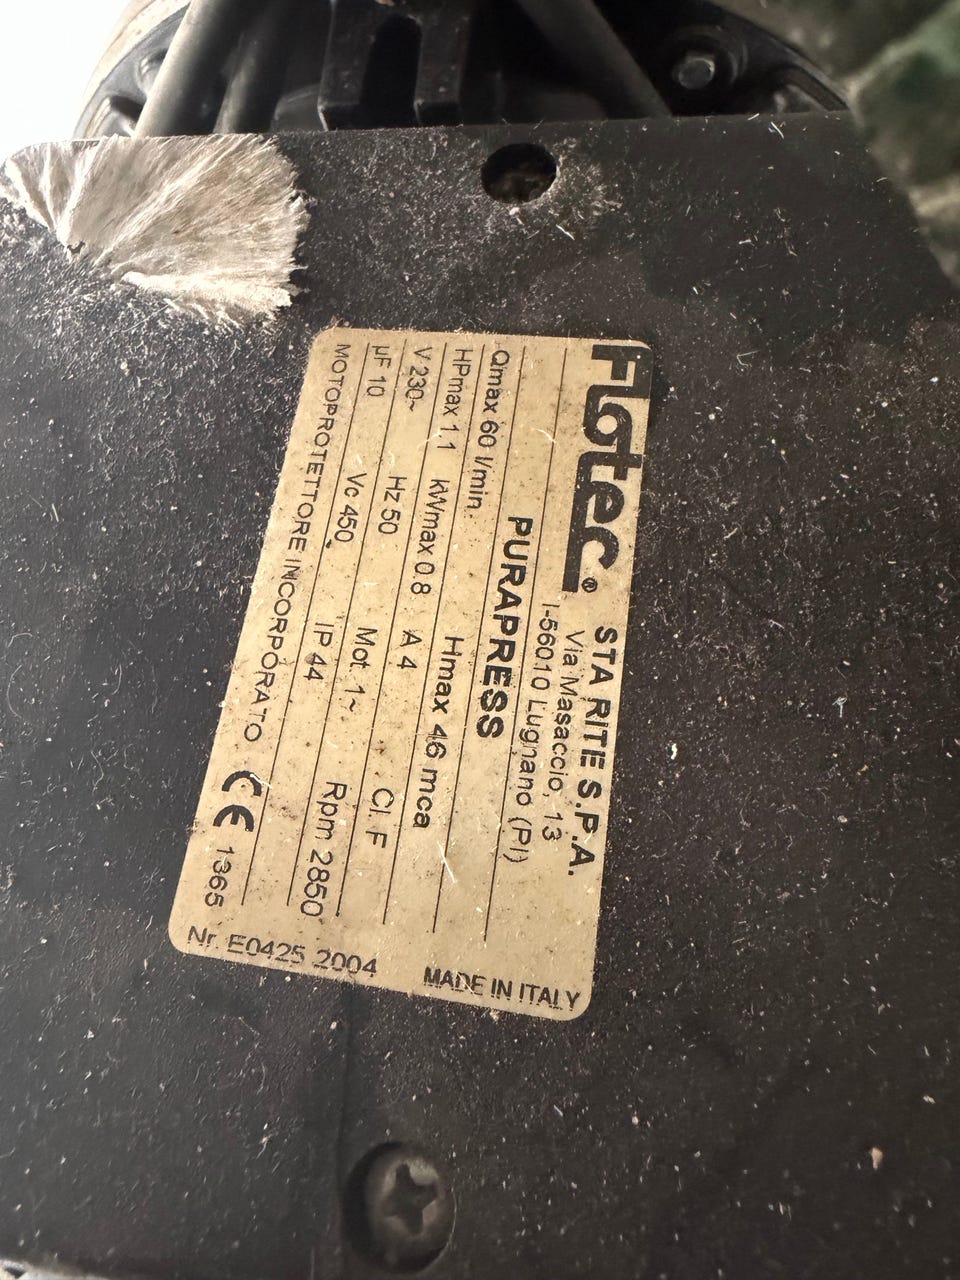 Flotec®
STA RITE S.P.A.
Via Masaccio, 13
I-56010 Lugnano (PI)
PURAPRESS
Qmax 60 l/min. Hmax 46 mca
HPmax 1.1 kWmax 0.8 A 4 Cl. F
V 230~ Hz 50 Mot. 1~ Rpm 2850
µF 10 Vc 450 IP 44
MOTOPROTETTORE INCORPORATO CE 1365
Nr. E0425 2004 MADE IN ITALY